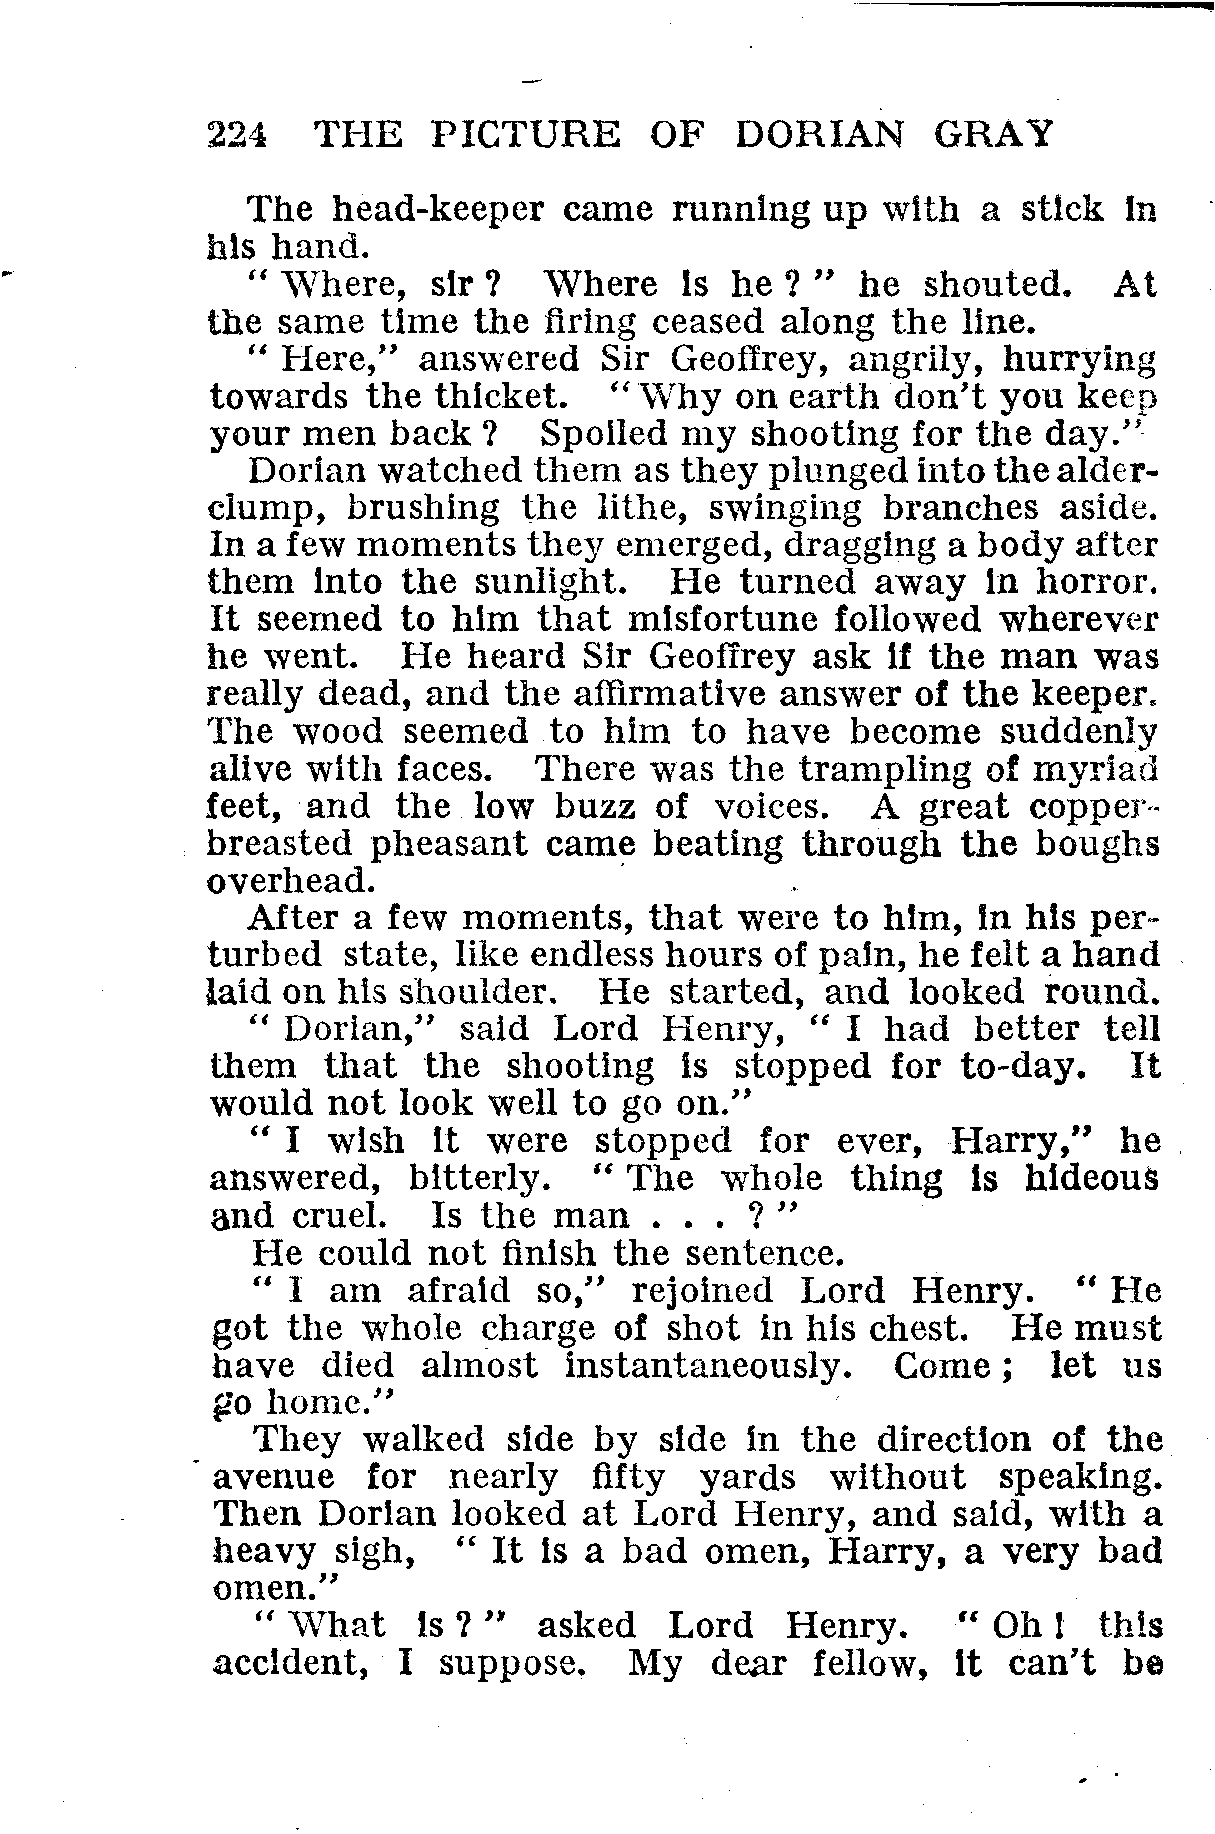 224 THE PICTURE OF DORIAN GRAY
The head-keeper came running up with a stick in
his hand.
“ Where, sir ? Where is he ? ” he shouted. At
the same time the firing ceased along the line.
“ Here,” answered Sir Geoffrey, angrily, hurrying
towards the thicket. “ Why on earth don’t you keep
your men back ? Spoiled my shooting for the day.”
Dorian watched them as they plunged into the alder-
clump, brushing the lithe, swinging branches aside.
In a few moments they emerged, dragging a body after
them into the sunlight. He turned away in horror.
It seemed to him that misfortune followed wherever
he went. He heard Sir Geoffrey ask if the man was
really dead, and the affirmative answer of the keeper.
The wood seemed to him to have become suddenly
alive with faces. There was the trampling of myriad
feet, and the low buzz of voices. A great copper-
breasted pheasant came beating through the boughs
overhead.
After a few moments, that were to him, in his per-
turbed state, like endless hours of pain, he felt a hand
laid on his shoulder. He started, and looked round.
“ Dorian,” said Lord Henry, “ I had better tell
them that the shooting is stopped for to-day. It
would not look well to go on.”
“ I wish it were stopped for ever, Harry,” he
answered, bitterly. “ The whole thing is hideous
and cruel. Is the man . . . ? ”
He could not finish the sentence.
“ I am afraid so,” rejoined Lord Henry. “ He
got the whole charge of shot in his chest. He must
have died almost instantaneously. Come ; let us
go home.”
They walked side by side in the direction of the
avenue for nearly fifty yards without speaking.
Then Dorian looked at Lord Henry, and said, with a
heavy sigh, “ It is a bad omen, Harry, a very bad
omen.”
“ What is ? ” asked Lord Henry. “ Oh ! this
accident, I suppose. My dear fellow, it can’t be